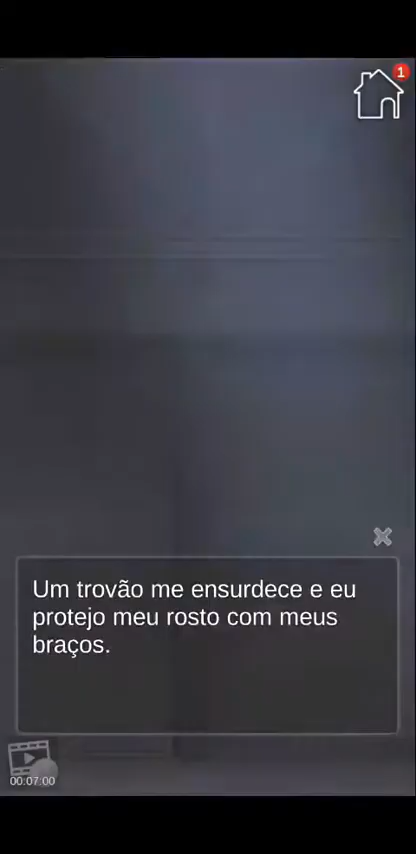 1
Um trovão me ensurdece e eu
protejo meu rosto com meus
braços.
00:07:00